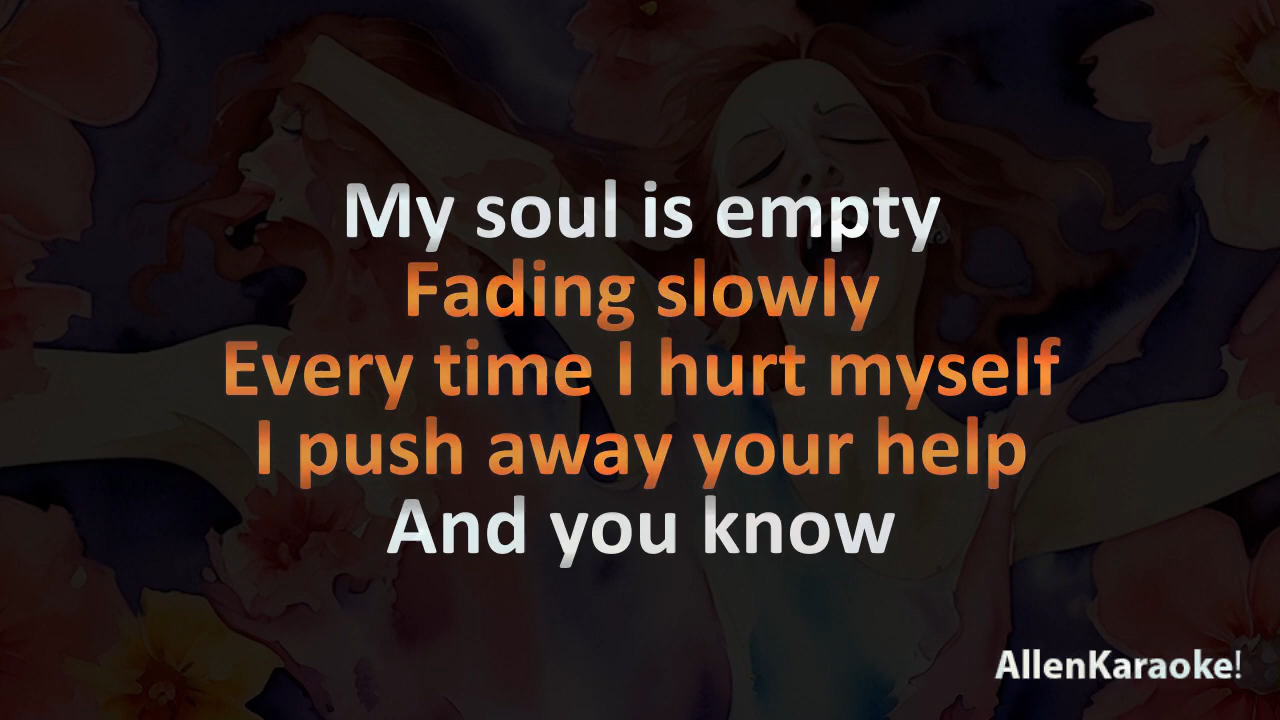 My soul is empty
Fading slowly
Every time I hurt myself
I push away your help
And you know
AllenKaraoke!